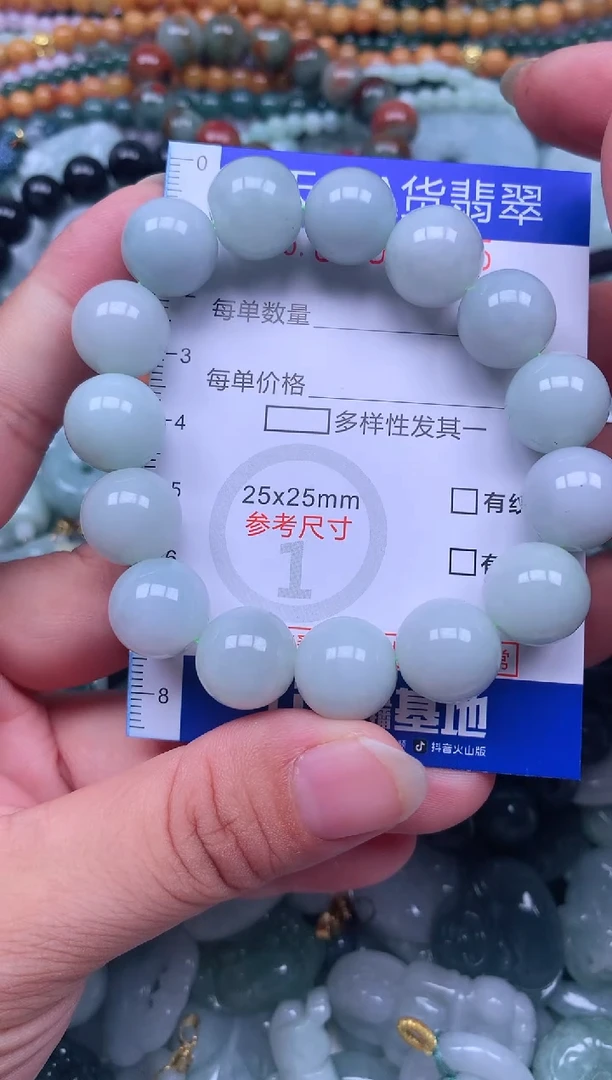 0
货翡翠
每单数量
3
每单价格
4
多样性发其一
5
25x25mm
有纹
参考尺寸
6
有
1
8
基地
抖音火山版